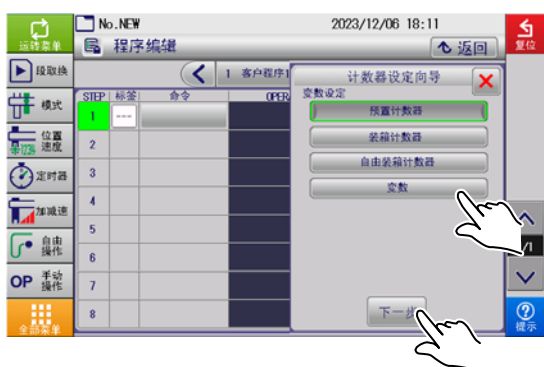 运转菜单
No.NEW
2023/12/06 18:11
复位
程序编辑
返回
段取换
1 客户程序1
计数器设定向导
STEP
标签
命令
OPER
变数设定
模式
1
---
预置计数器
位置
速度
2
装箱计数器
定时器
3
自由装箱计数器
加减速
4
变数
自由
操作
5
6
/1
OP
手动
操作
7
全部菜单
8
下一步
提示